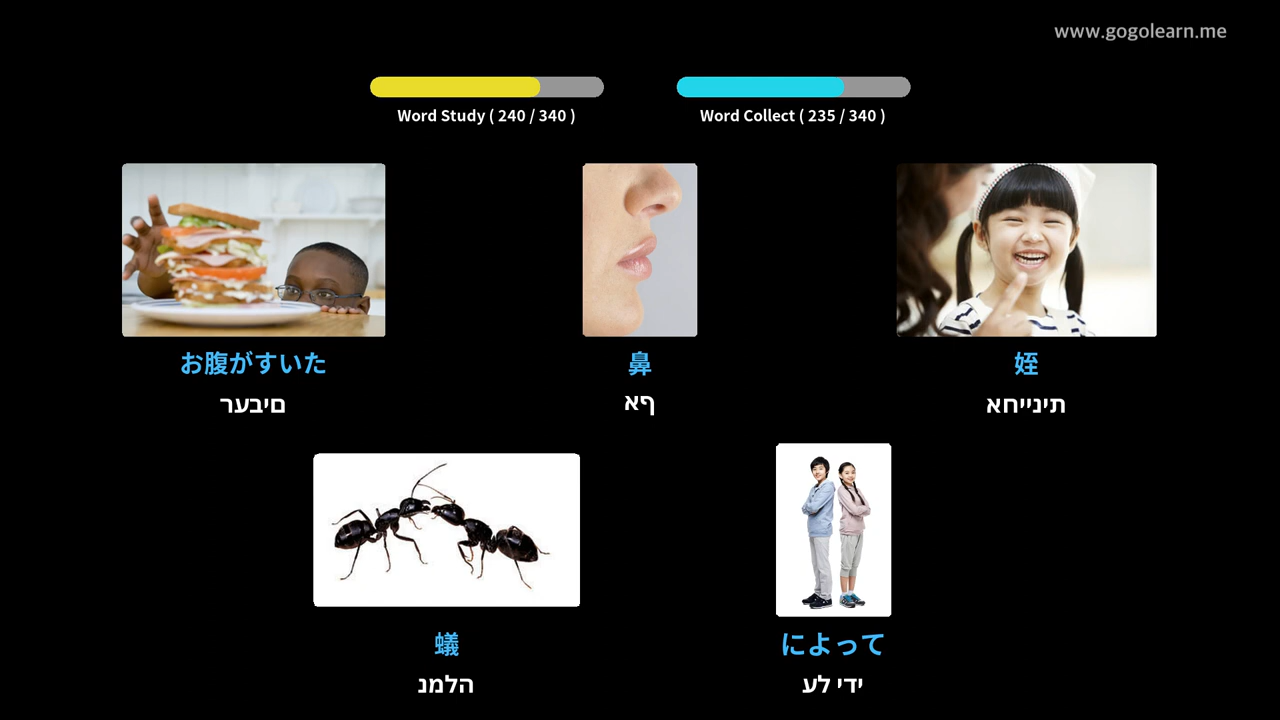 www.gogolearn.me
Word Study ( 240 / 340 )
Word Collect ( 235 / 340 )
お腹がすいた
רעבים
鼻
אף
姪
אחיינית
蟻
נמלה
によって
על ידי